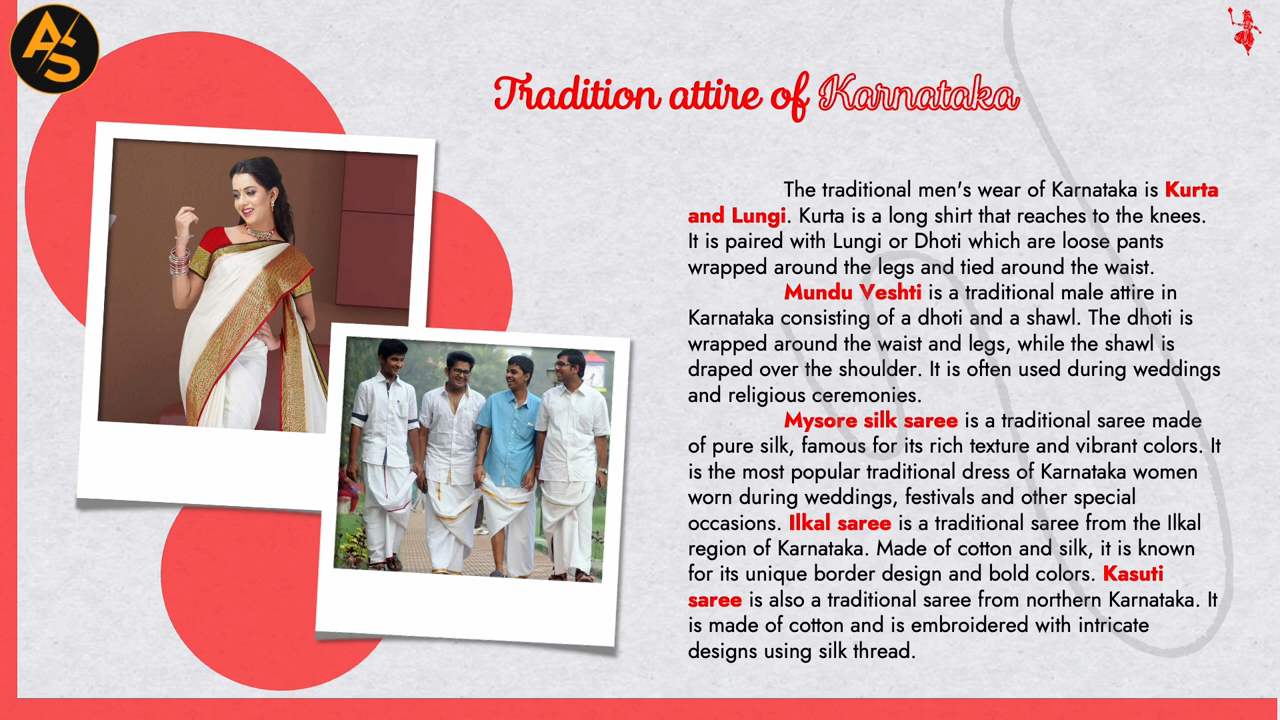 AS
Tradition attire of Karnataka
The traditional men's wear of Karnataka is Kurta
and Lungi. Kurta is a long shirt that reaches to the knees.
It is paired with Lungi or Dhoti which are loose pants
wrapped around the legs and tied around the waist.
Mundu Veshti is a traditional male attire in
Karnataka consisting of a dhoti and a shawl. The dhoti is
wrapped around the waist and legs, while the shawl is
draped over the shoulder. It is often used during weddings
and religious ceremonies.
Mysore silk saree is a traditional saree made
of pure silk, famous for its rich texture and vibrant colors. It
is the most popular traditional dress of Karnataka women
worn during weddings, festivals and other special
occasions. Ilkal saree is a traditional saree from the Ilkal
region of Karnataka. Made of cotton and silk, it is known
for its unique border design and bold colors. Kasuti
saree is also a traditional saree from northern Karnataka. It
is made of cotton and is embroidered with intricate
designs using silk thread.